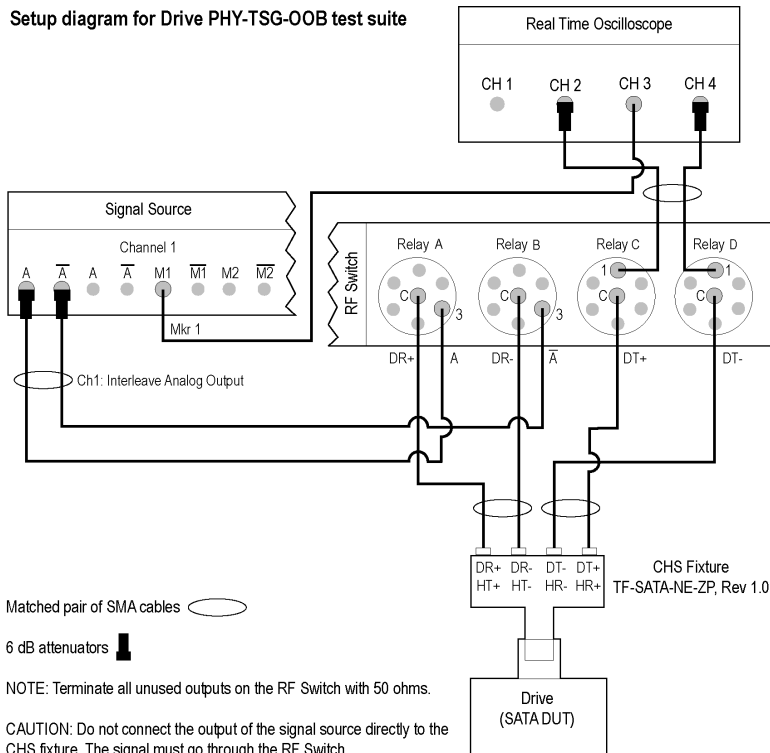 Setup diagram for Drive PHY-TSG-OOB test suite
Real Time Oscilloscope
CH 1 CH 2 CH 3 CH 4
Signal Source
Channel 1
A A̅ A A̅ M1 M̅1̅ M2 M̅2̅
Mkr 1
Ch1: Interleave Analog Output
RF Switch
Relay A Relay B Relay C Relay D
1 1
C C C C
3 3
DR+ A DR- A̅ DT+ DT-
DR+ DR- DT- DT+
HT+ HT- HR- HR+
CHS Fixture
TF-SATA-NE-ZP, Rev 1.0
Drive
(SATA DUT)
Matched pair of SMA cables
6 dB attenuators
NOTE: Terminate all unused outputs on the RF Switch with 50 ohms.
CAUTION: Do not connect the output of the signal source directly to the
CHS fixture. The signal must go through the RF Switch.